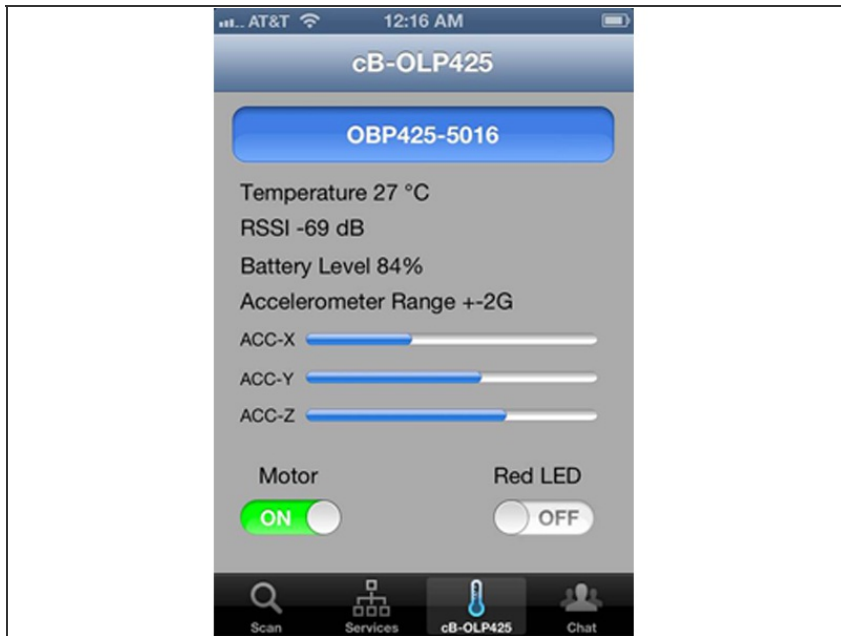 AT&T 12:16 AM
cB-OLP425
OBP425-5016
Temperature 27 °C
RSSI -69 dB
Battery Level 84%
Accelerometer Range +-2G
ACC-X
ACC-Y
ACC-Z
Motor Red LED
ON OFF
Scan Services cB-OLP425 Chat